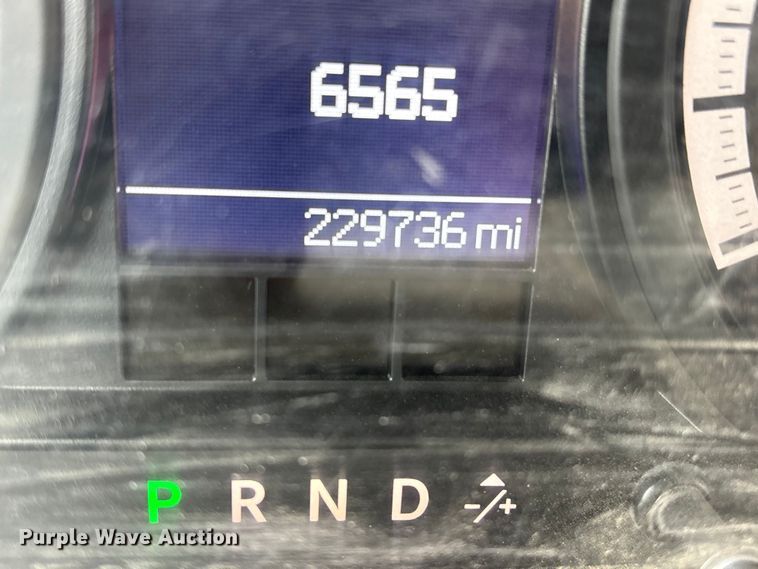 6565
229736 mi
P R N D -/+
Purple Wave Auction